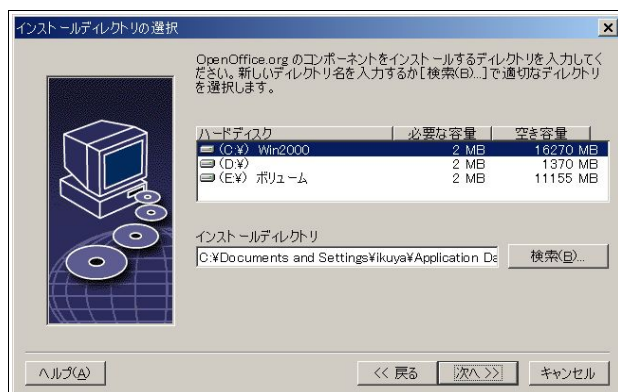 インストールディレクトリの選択
OpenOffice.org のコンポーネントをインストールするディレクトリを入力してく
ださい。新しいディレクトリ名を入力するか[検索(B)...]で適切なディレクトリ
を選択します。
ハードディスク 必要な容量 空き容量
(C:¥) Win2000 2 MB 16270 MB
(D:¥) 2 MB 1370 MB
(E:¥) ボリューム 2 MB 11155 MB
インストールディレクトリ
C:¥Documents and Settings¥ikuya¥Application Da 検索(B)...
ヘルプ(A) << 戻る 次へ >> キャンセル